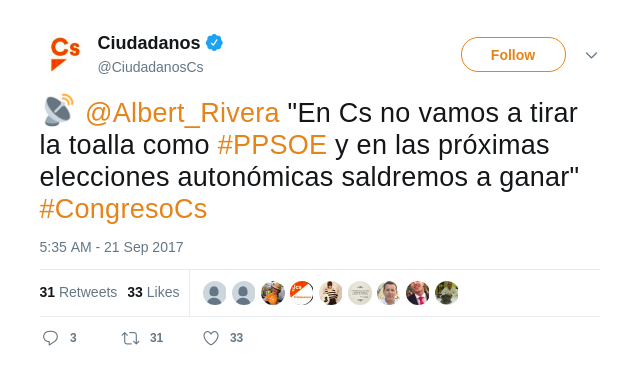 Cs
Ciudadanos
@CiudadanosCs
Follow
@Albert_Rivera "En Cs no vamos a tirar
la toalla como #PPSOE y en las próximas
elecciones autonómicas saldremos a ganar"
#CongresoCs
5:35 AM - 21 Sep 2017
31 Retweets 33 Likes
3 31 33